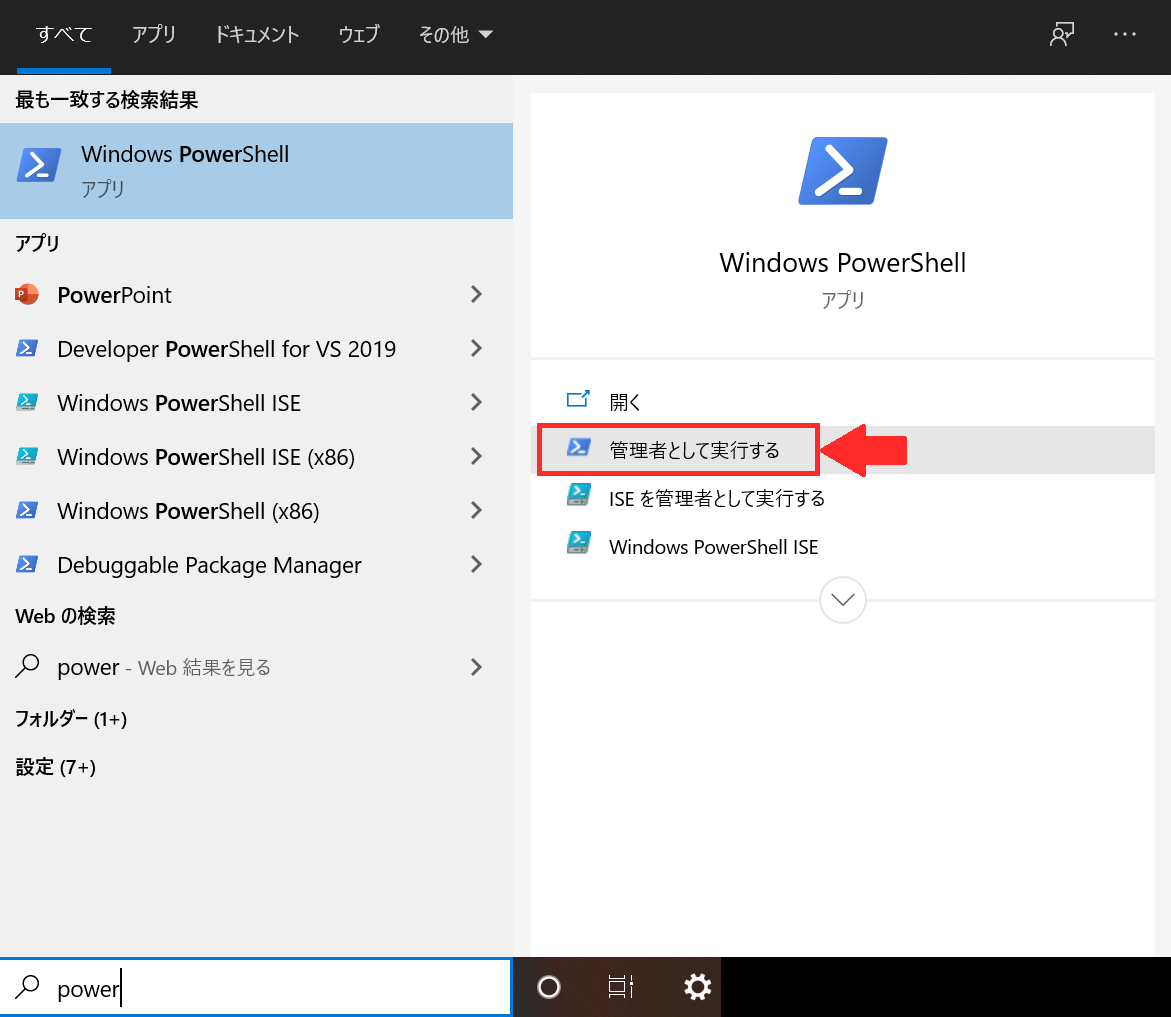 すべて アプリ ドキュメント ウェブ その他
最も一致する検索結果
Windows PowerShell
アプリ
アプリ
PowerPoint
Developer PowerShell for VS 2019
Windows PowerShell ISE
Windows PowerShell ISE (x86)
Windows PowerShell (x86)
Debuggable Package Manager
Web の検索
power - Web 結果を見る
フォルダー (1+)
設定 (7+)
Windows PowerShell
アプリ
開く
管理者として実行する
ISE を管理者として実行する
Windows PowerShell ISE
power